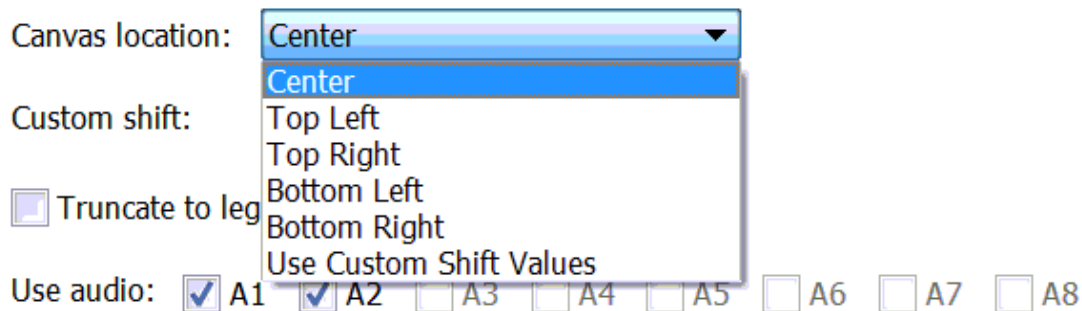 Canvas location: Center
Center
Custom shift:
Top Left
Top Right
Bottom Left
Truncate to leg
Bottom Right
Use Custom Shift Values
Use audio: A1 A2 A3 A4 A5 A6 A7 A8